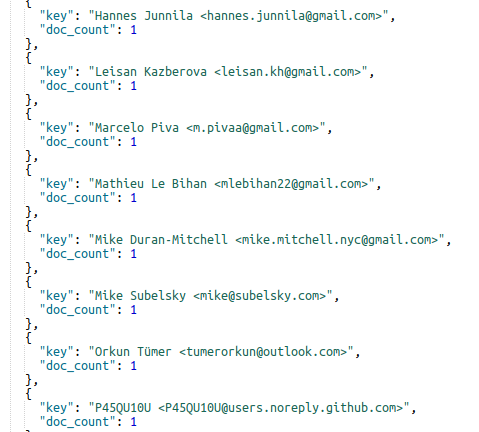 {
"key": "Hannes Junnila <hannes.junnila@gmail.com>",
"doc_count": 1
},
{
"key": "Leisan Kazberova <leisan.kh@gmail.com>",
"doc_count": 1
},
{
"key": "Marcelo Piva <m.pivaa@gmail.com>",
"doc_count": 1
},
{
"key": "Mathieu Le Bihan <mlebihan22@gmail.com>",
"doc_count": 1
},
{
"key": "Mike Duran-Mitchell <mike.mitchell.nyc@gmail.com>",
"doc_count": 1
},
{
"key": "Mike Subelsky <mike@subelsky.com>",
"doc_count": 1
},
{
"key": "Orkun Tümer <tumerorkun@outlook.com>",
"doc_count": 1
},
{
"key": "P45QU10U <P45QU10U@users.noreply.github.com>",
"doc_count": 1